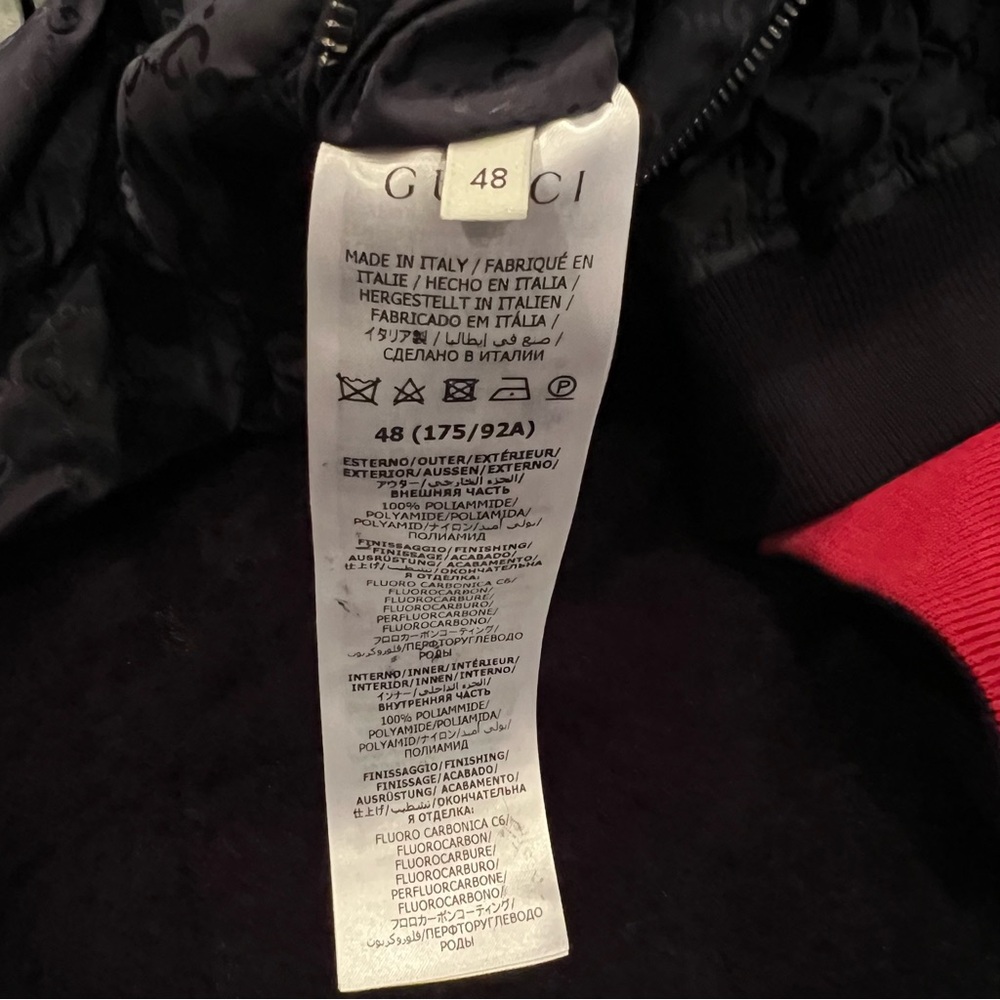 GUCCI
48
MADE IN ITALY / FABRIQUÉ EN
ITALIE / HECHO EN ITALIA /
HERGESTELLT IN ITALIEN /
FABRICADO EM ITÁLIA /
イタリア製 / صنع في ايطاليا /
СДЕЛАНО В ИТАЛИИ
P
48 (175/92A)
ESTERNO/OUTER/EXTÉRIEUR/
EXTERIOR/AUSSEN/EXTERNO/
アウター/الجزء الخارجي/
ВНЕШНЯЯ ЧАСТЬ
100% POLIAMMIDE/
POLYAMIDE/POLIAMIDA/
POLYAMID/ナイロン/بولي أميد/
ПОЛИАМИД
FINISSAGGIO/FINISHING/
FINISSAGE/ACABADO/
AUSRÜSTUNG/ ACABAMENTO/
仕上げ/تشطيب/ОКОНЧАТЕЛЬНА
Я ОТДЕЛКА:
FLUORO CARBONICA C6/
FLUOROCARBON/
FLUOROCARBURE/
FLUOROCARBURO/
PERFLUORCARBONE/
FLUOROCARBONO/
フロロカーボンコーティング/
فلوروكربون/ПЕРФТОРУГЛЕВОДО
РОДЫ
INTERNO/INNER/INTÉRIEUR/
INTERIOR/INNEN/INTERNO/
インナー/الجزء الداخلي/
ВНУТРЕННЯЯ ЧАСТЬ
100% POLIAMMIDE/
POLYAMIDE/POLIAMIDA/
POLYAMID/ナイロン/بولي أميد/
ПОЛИАМИД
FINISSAGGIO/FINISHING/
FINISSAGE/ACABADO/
AUSRÜSTUNG/ ACABAMENTO/
仕上げ/تشطيب/ОКОНЧАТЕЛЬНА
Я ОТДЕЛКА:
FLUORO CARBONICA C6/
FLUOROCARBON/
FLUOROCARBURE/
FLUOROCARBURO/
PERFLUORCARBONE/
FLUOROCARBONO/
フロロカーボンコーティング/
فلوروكربون/ПЕРФТОРУГЛЕВОДО
РОДЫ